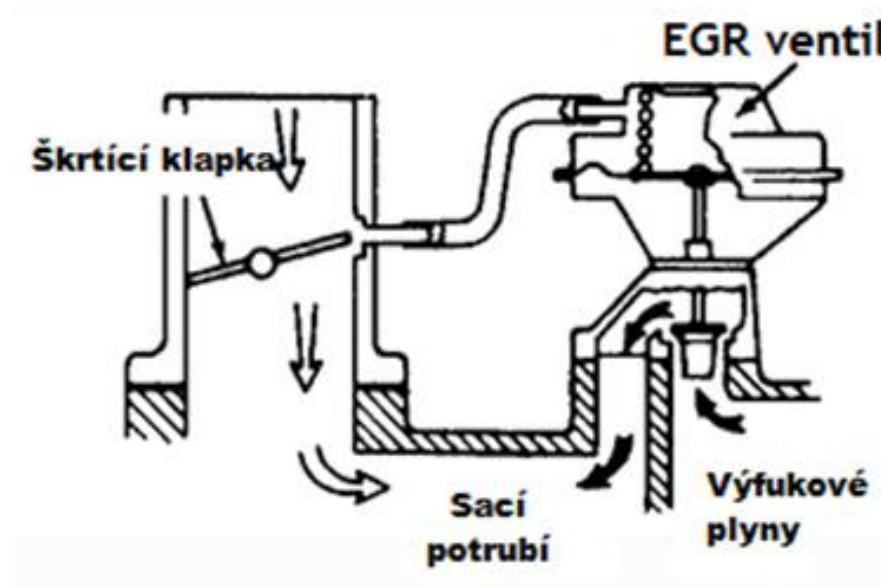 EGR ventil
Škrtící klapka
Sací
potrubí
Výfukové
plyny